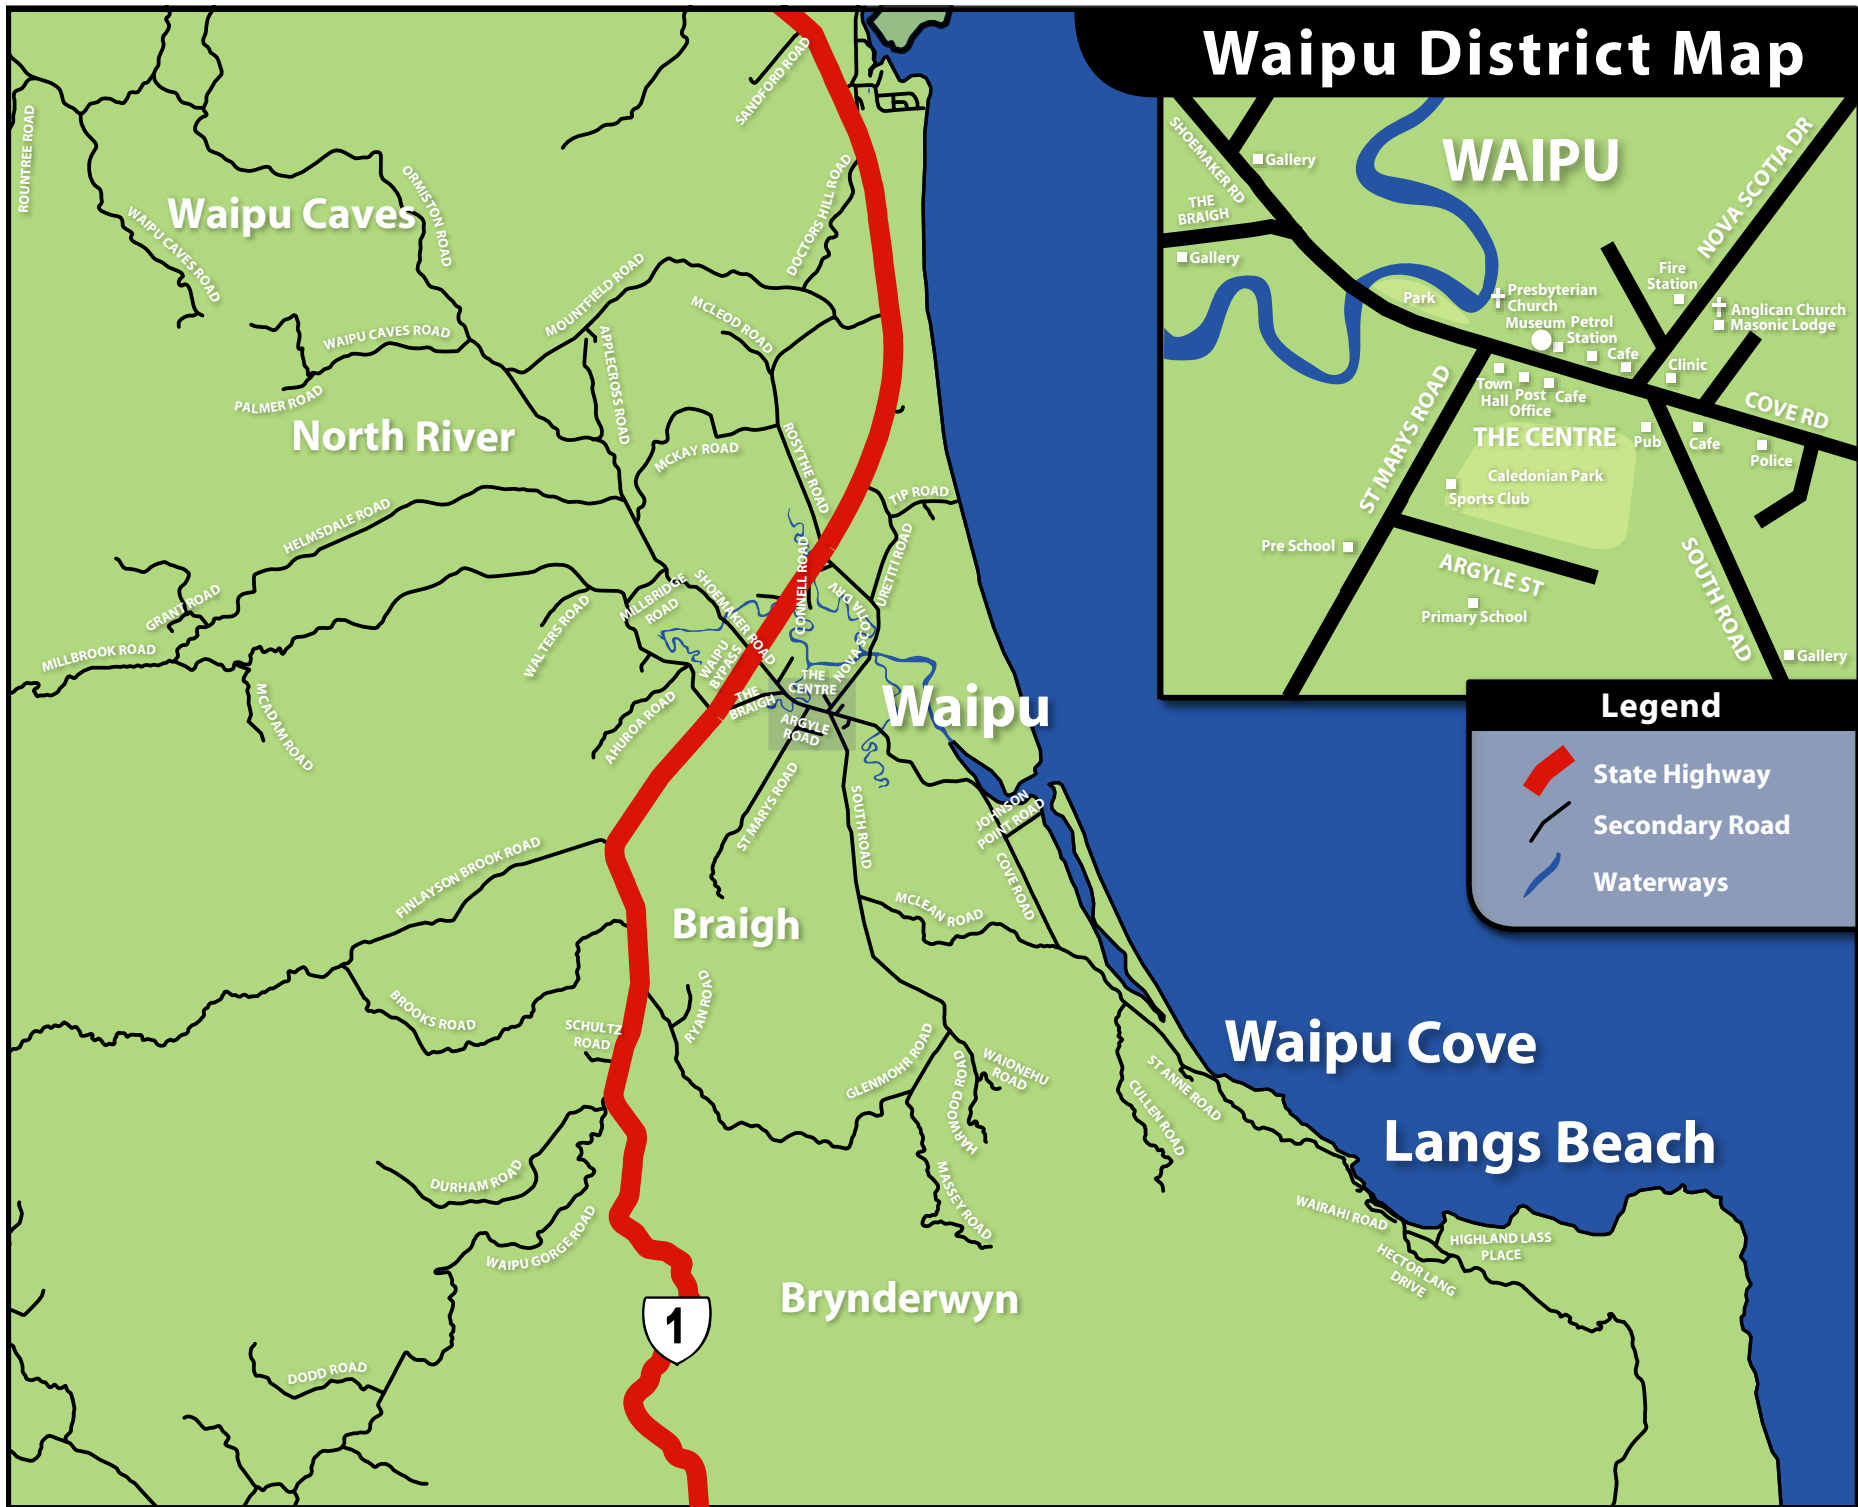 Waipu District Map
SANDFORD ROAD
ROUNTREE ROAD
DOCTORS HILL ROAD
ORMISTON ROAD
Waipu Caves
WAIPU CAVES ROAD
MOUNTFIELD ROAD
MCLEOD ROAD
WAIPU CAVES ROAD
APPLECROSS ROAD
PALMER ROAD
North River
MCKAY ROAD
ROSYTHE ROAD
TIP ROAD
HELMSDALE ROAD
CONNELL ROAD
URETITI ROAD
GRANT ROAD
MILLBRIDGE
ROAD
SHOEMAKER ROAD
NOVA SCOTIA DRV
WALTERS ROAD
MILLBROOK ROAD
WAIPU
BYPASS
THE
CENTRE
THE
BRAIGH
ARGYLE
ROAD
Waipu
MCADAM ROAD
AHUROA ROAD
ST MARYS ROAD
SOUTH ROAD
JOHNSON
POINT ROAD
COVE ROAD
FINLAYSON BROOK ROAD
MCLEAN ROAD
Braigh
BROOKS ROAD
SCHULTZ
ROAD
RYAN ROAD
GLENMOHR ROAD
WAIONEHU
ROAD
HARWOOD ROAD
MASSEY ROAD
CULLEN ROAD
ST ANNE ROAD
Waipu Cove
Langs Beach
DURHAM ROAD
WAIPU GORGE ROAD
WAIRAHI ROAD
HIGHLAND LASS
PLACE
HECTOR LANG
DRIVE
Brynderwyn
1
DODD ROAD
SHOEMAKER RD
Gallery
WAIPU
NOVA SCOTIA DR
THE
BRAIGH
Gallery
Park
Presbyterian
Church
Fire
Station
Anglican Church
Masonic Lodge
Museum
Petrol
Station
Cafe
Clinic
Town
Hall
Post
Office
Cafe
COVE RD
ST MARYS ROAD
THE CENTRE
Pub
Cafe
Police
Caledonian Park
Sports Club
Pre School
ARGYLE ST
Primary School
SOUTH ROAD
Gallery
Legend
State Highway
Secondary Road
Waterways